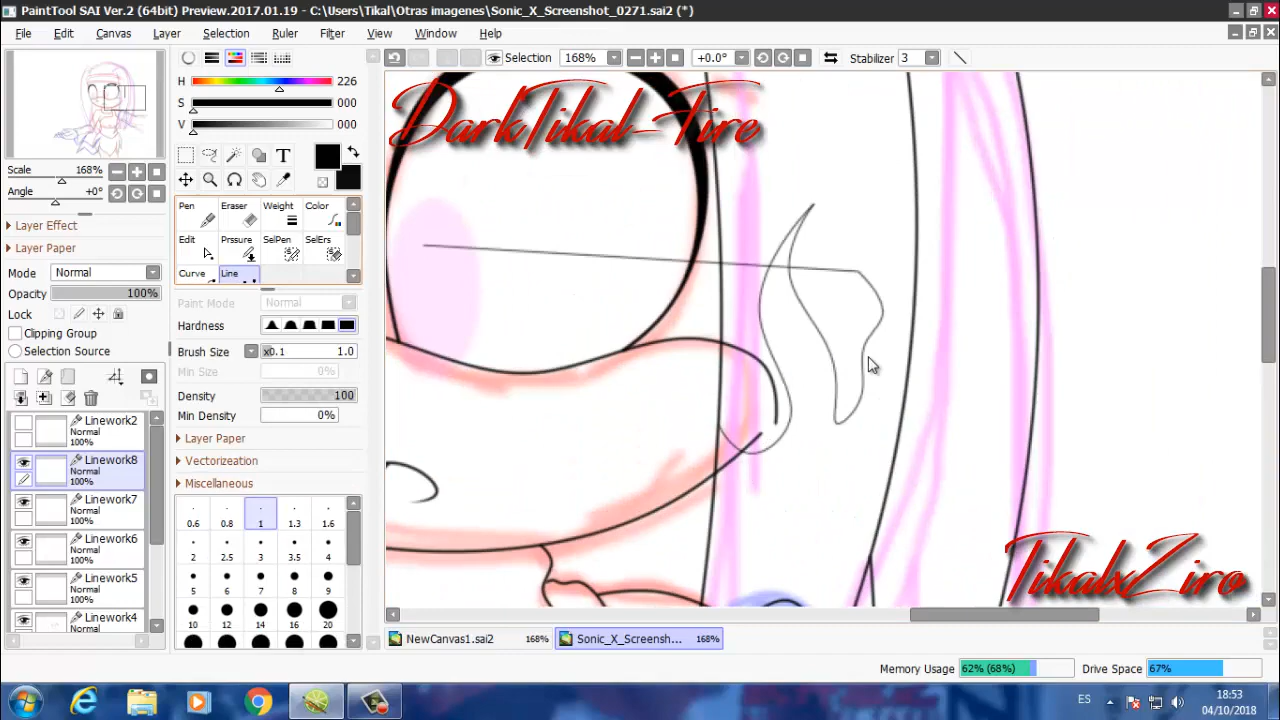 PaintTool SAI Ver.2 (64bit) Preview.2017.01.19 - C:\Users\Tikal\Otras imagenes\Sonic_X_Screenshot_0271.sai2 (*)
File Edit Canvas Layer Selection Ruler Filter View Window Help
Selection 168% +0.0° Stabilizer 3
H 226
S 000
V 000
Scale 168%
Angle +0°
Layer Effect
Layer Paper
Mode Normal
Opacity 100%
Lock
Clipping Group
Selection Source
Linework2
Normal
100%
Linework8
Normal
100%
Linework7
Normal
100%
Linework6
Normal
100%
Linework5
Normal
100%
Linework4
Normal
T
Pen Eraser Weight Color
Edit Prssure SelPen SelErs
Curve Line
Paint Mode Normal
Hardness
Brush Size x0.1 1.0
Min Size 0%
Density 100
Min Density 0%
Layer Paper
Vectorizeation
Miscellaneous
0.6 0.8 1 1.3 1.6
2 2.5 3 3.5 4
5 6 7 8 9
10 12 14 16 20
DarkTikal-Fire
TikalxZiro
NewCanvas1.sai2 168% Sonic_X_Screensh... 168%
Memory Usage 62% (68%) Drive Space 67%
ES 18:53
04/10/2018